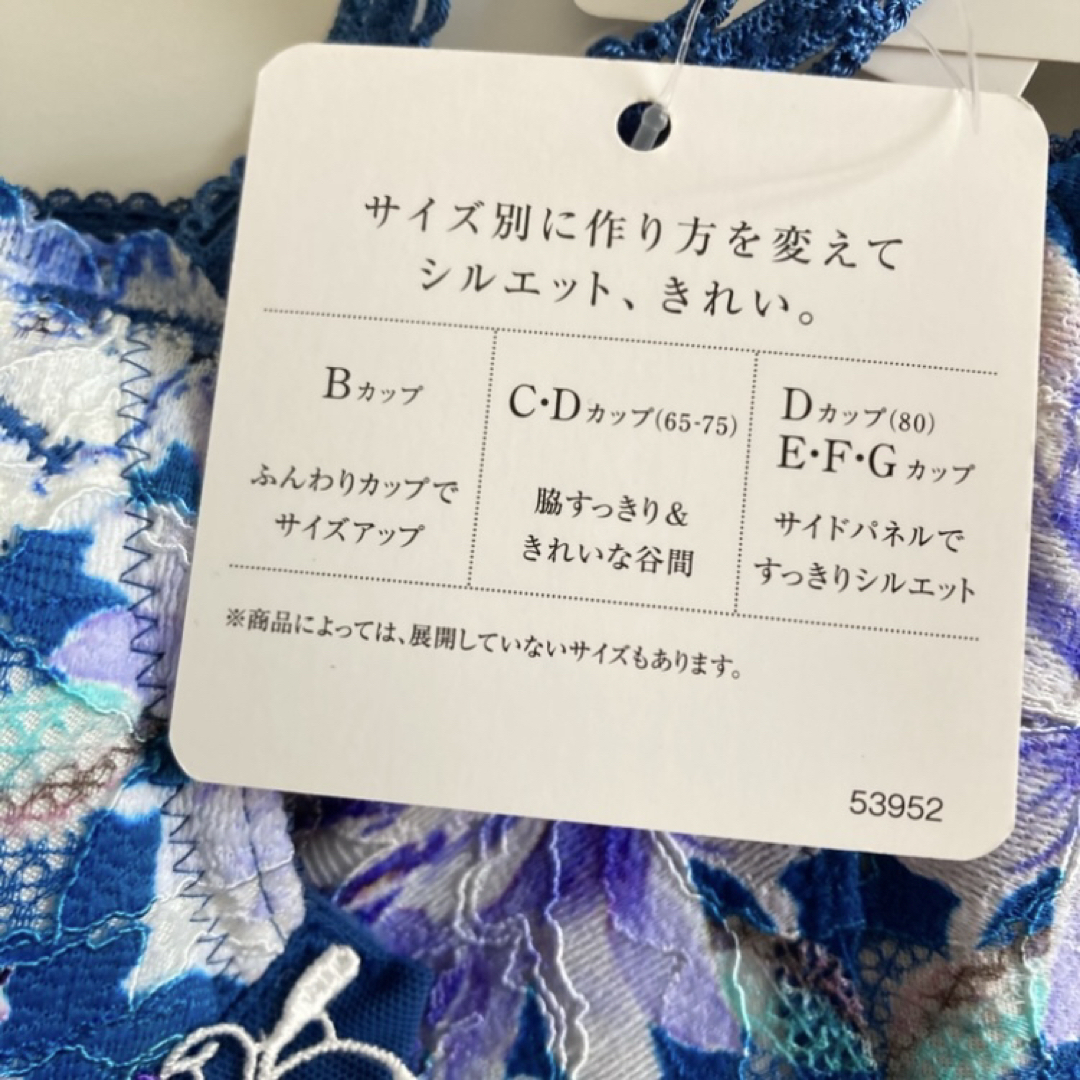 サイズ別に作り方を変えて
シルエット、きれい。
Bカップ
ふんわりカップで
サイズアップ
C・Dカップ(65-75)
脇すっきり&
きれいな谷間
Dカップ(80)
E・F・Gカップ
サイドパネルで
すっきりシルエット
※商品によっては、展開していないサイズもあります。
53952